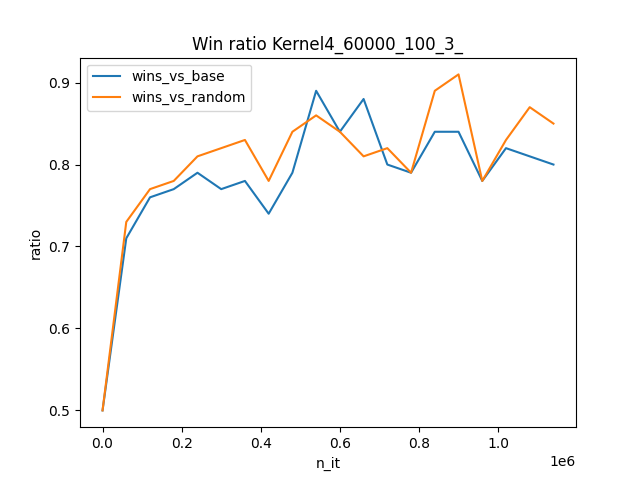 Win ratio Kernel4_60000_100_3_
wins_vs_base
wins_vs_random
ratio
0.9
0.8
0.7
0.6
0.5
0.0 0.2 0.4 0.6 0.8 1.0
1e6
n_it